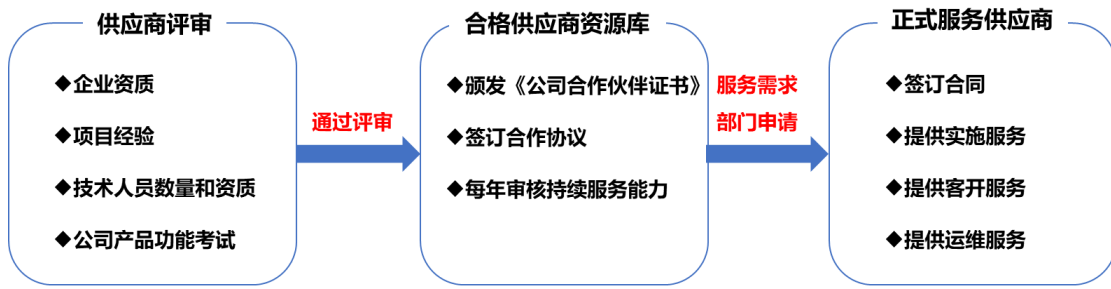 供应商评审
◆企业资质
◆项目经验
◆技术人员数量和资质
◆公司产品功能考试
通过评审
合格供应商资源库
◆颁发《公司合作伙伴证书》
◆签订合作协议
◆每年审核持续服务能力
服务需求
部门申请
正式服务供应商
◆签订合同
◆提供实施服务
◆提供客开服务
◆提供运维服务